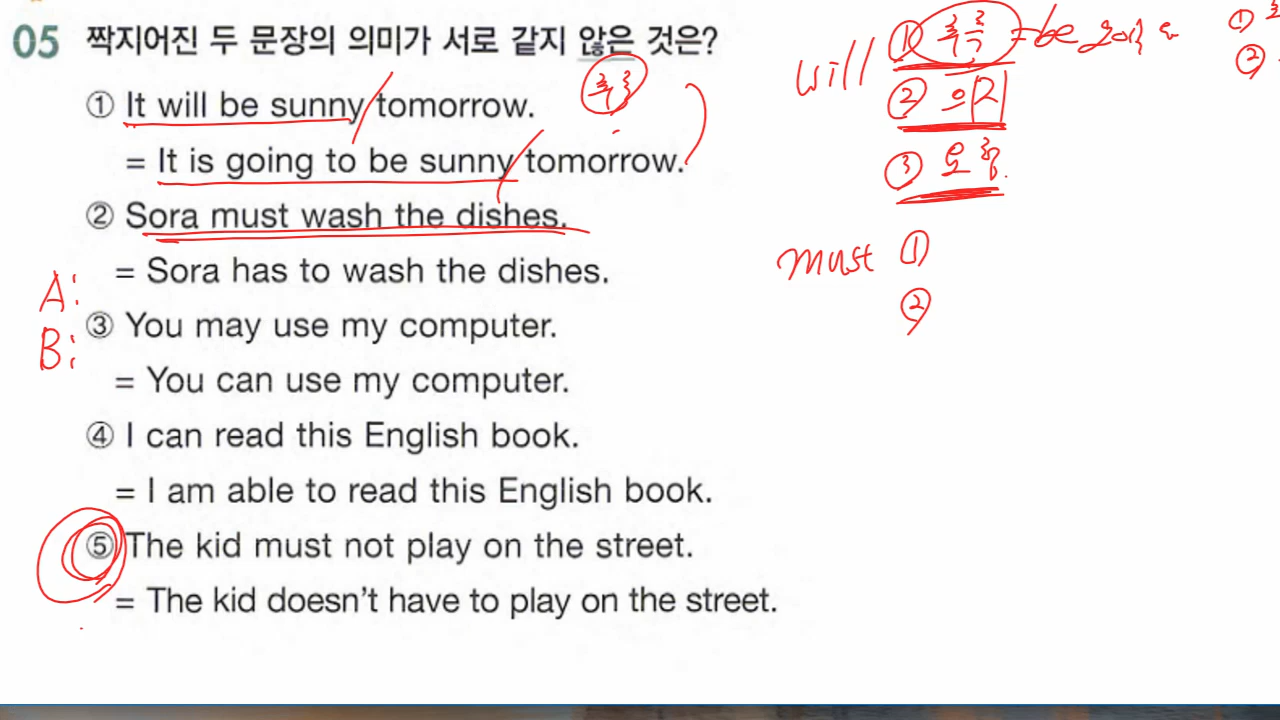 05 짝지어진 두 문장의 의미가 서로 같지 않은 것은?
① It will be sunny tomorrow.
= It is going to be sunny tomorrow.
② Sora must wash the dishes.
= Sora has to wash the dishes.
A:
B:
③ You may use my computer.
= You can use my computer.
④ I can read this English book.
= I am able to read this English book.
⑤ The kid must not play on the street.
= The kid doesn't have to play on the street.
will ① 추측 = be going
② 의지
③ 요청
must ①
②
①
②